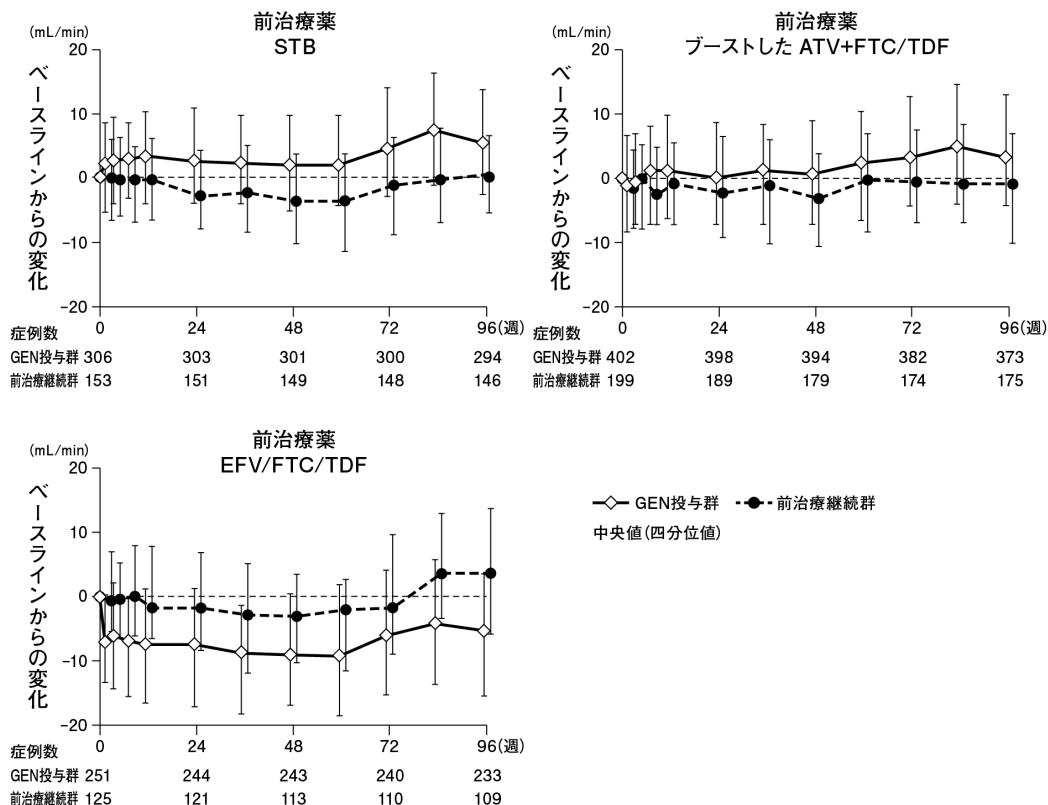 前治療薬
STB
(mL/min)
ベースラインからの変化
20
10
0
−10
−20
0 24 48 72 96(週)
症例数
GEN投与群 306 303 301 300 294
前治療継続群 153 151 149 148 146
前治療薬
ブーストした ATV+FTC/TDF
(mL/min)
ベースラインからの変化
20
10
0
−10
−20
0 24 48 72 96(週)
症例数
GEN投与群 402 398 394 382 373
前治療継続群 199 189 179 174 175
前治療薬
EFV/FTC/TDF
(mL/min)
ベースラインからの変化
20
10
0
−10
−20
0 24 48 72 96(週)
症例数
GEN投与群 251 244 243 240 233
前治療継続群 125 121 113 110 109
GEN投与群 前治療継続群
中央値(四分位値)